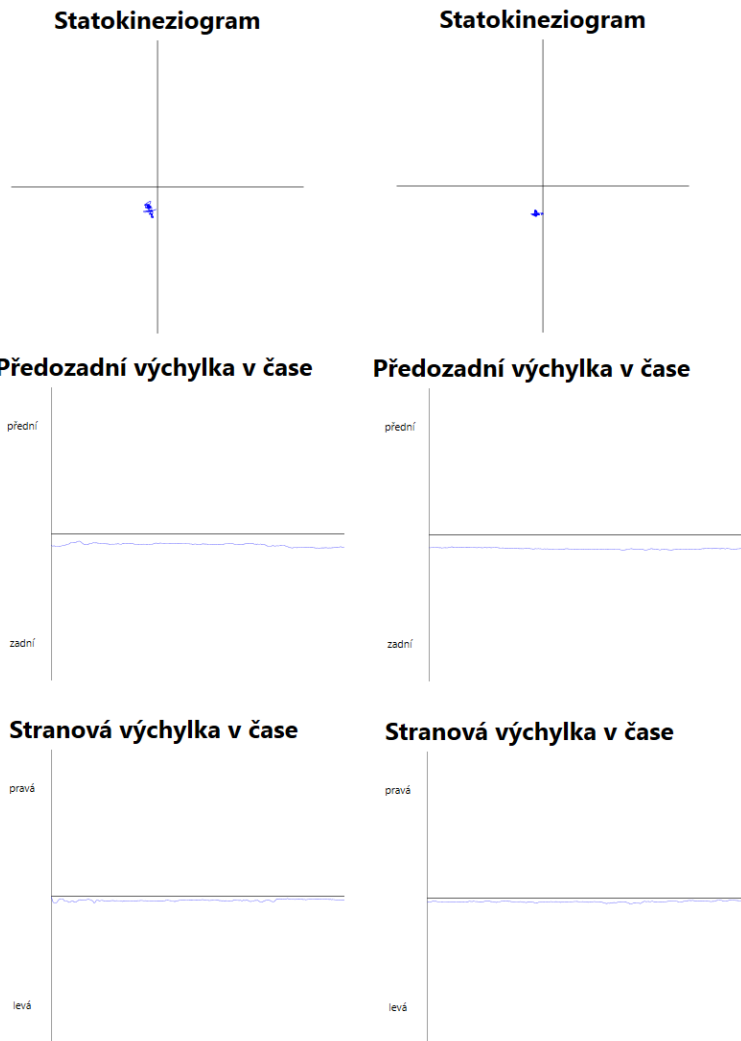 Statokineziogram
Statokineziogram
Předozadní výchylka v čase
Předozadní výchylka v čase
přední
přední
zadní
zadní
Stranová výchylka v čase
Stranová výchylka v čase
pravá
pravá
levá
levá